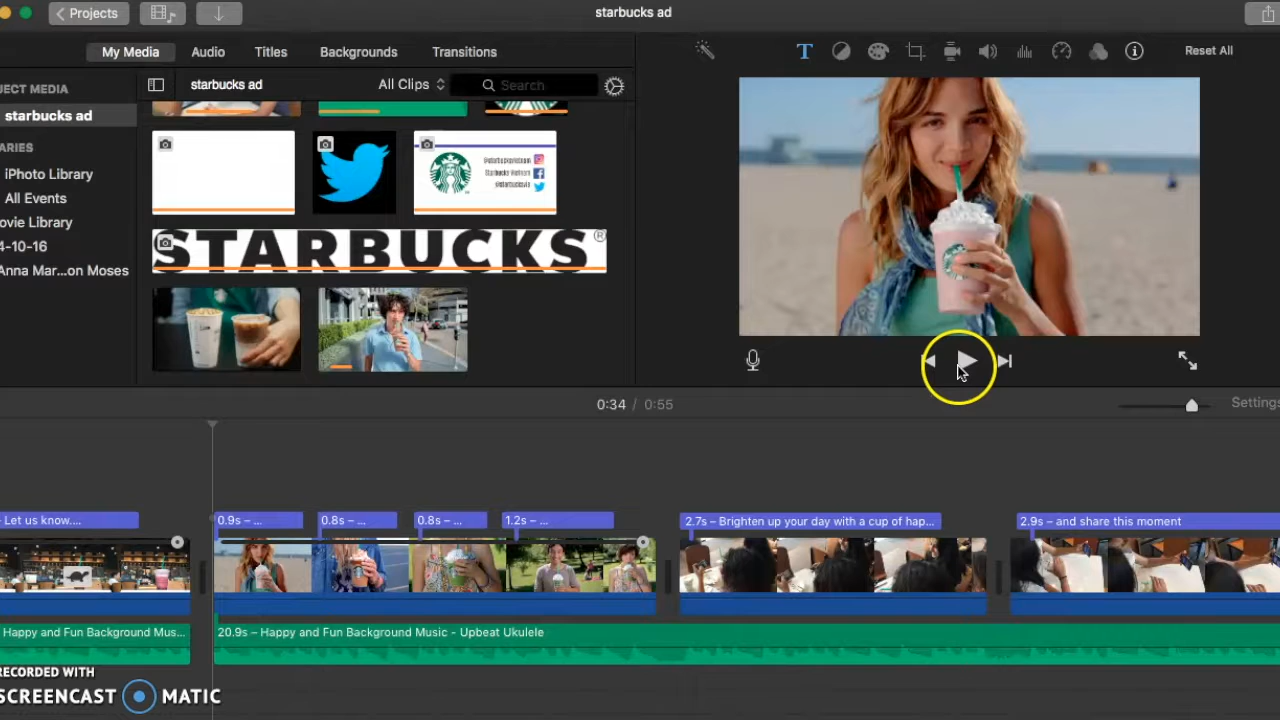 Projects
starbucks ad
My Media Audio Titles Backgrounds Transitions
Reset All
JECT MEDIA
starbucks ad
All Clips
Search
starbucks ad
ARIES
iPhoto Library
All Events
ovie Library
4-10-16
Anna Mar...on Moses
STARBUCKS®
0:34 / 0:55
Settings
- Let us know....
0.9s – ...
0.8s – ...
0.8s – ...
1.2s – ...
2.7s – Brighten up your day with a cup of hap...
2.9s – and share this moment
Happy and Fun Background Mus...
20.9s – Happy and Fun Background Music - Upbeat Ukulele
RECORDED WITH
SCREENCAST MATIC